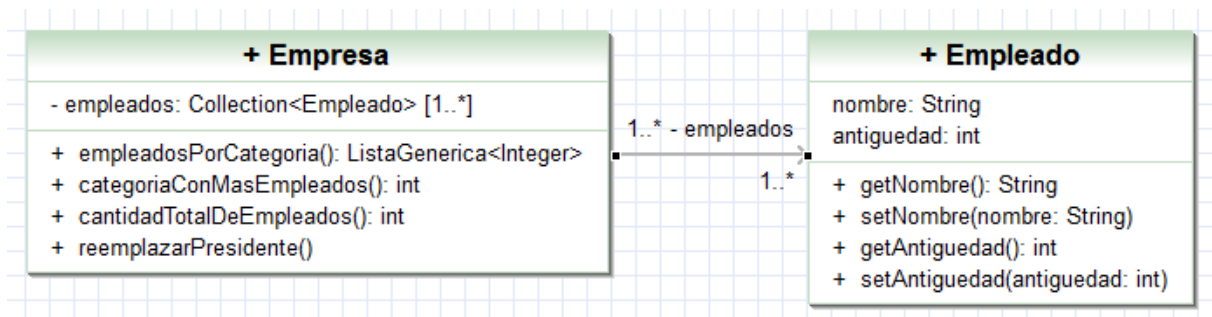 + Empresa
- empleados: Collection<Empleado> [1..*]
+ empleadosPorCategoria(): ListaGenerica<Integer>
+ categoriaConMasEmpleados(): int
+ cantidadTotalDeEmpleados(): int
+ reemplazarPresidente()
1..* - empleados
1..*
+ Empleado
nombre: String
antiguedad: int
+ getNombre(): String
+ setNombre(nombre: String)
+ getAntiguedad(): int
+ setAntiguedad(antiguedad: int)